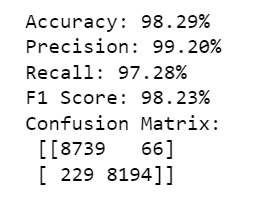 Accuracy: 98.29%
Precision: 99.20%
Recall: 97.28%
F1 Score: 98.23%
Confusion Matrix:
[[8739   66]
[ 229 8194]]